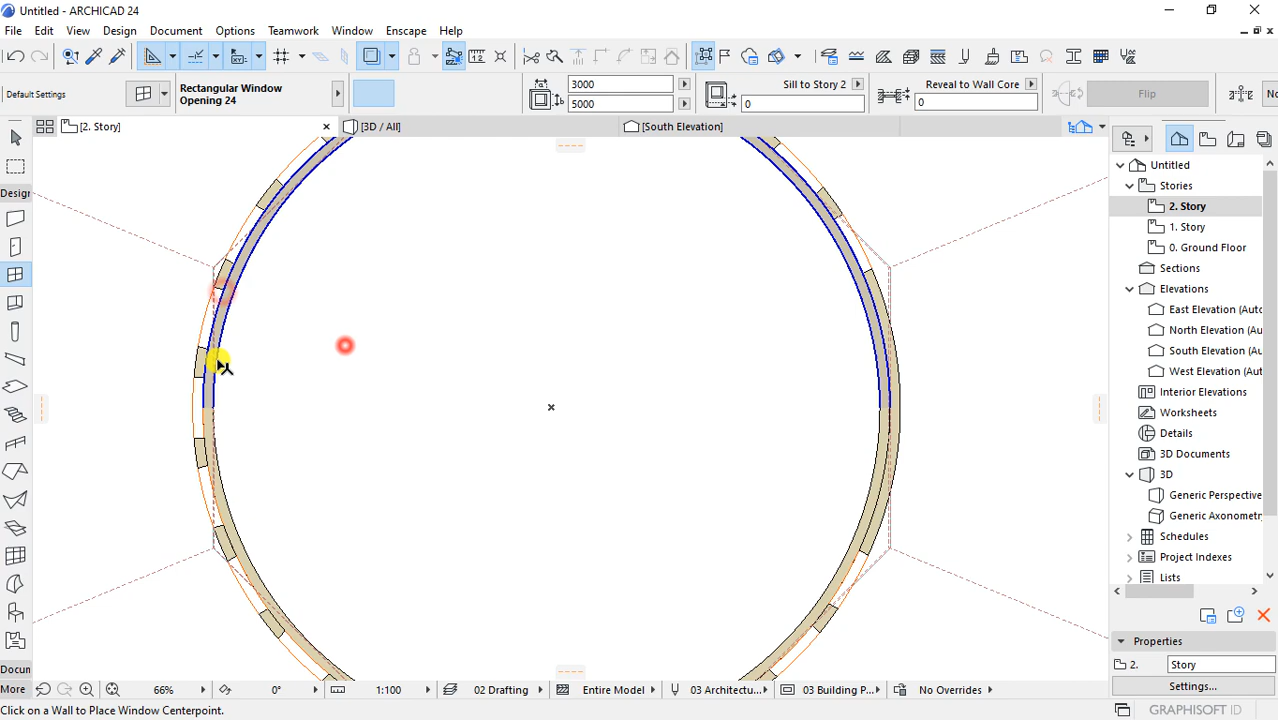 Untitled - ARCHICAD 24
File Edit View Design Document Options Teamwork Window Enscape Help
Default Settings
Rectangular Window
Opening 24
3000
5000
Sill to Story 2
0
Reveal to Wall Core
0
Flip
[2. Story]
[3D / All]
[South Elevation]
Design
Untitled
Stories
2. Story
1. Story
0. Ground Floor
Sections
Elevations
East Elevation (Aut
North Elevation (Au
South Elevation (Au
West Elevation (Aut
Interior Elevations
Worksheets
Details
3D Documents
3D
Generic Perspective
Generic Axonometr
Schedules
Project Indexes
Lists
Properties
2. Story
Settings...
Docun
More
66%
0°
1:100
02 Drafting
Entire Model
03 Architectu...
03 Building P...
No Overrides
Click on a Wall to Place Window Centerpoint.
GRAPHISOFT ID